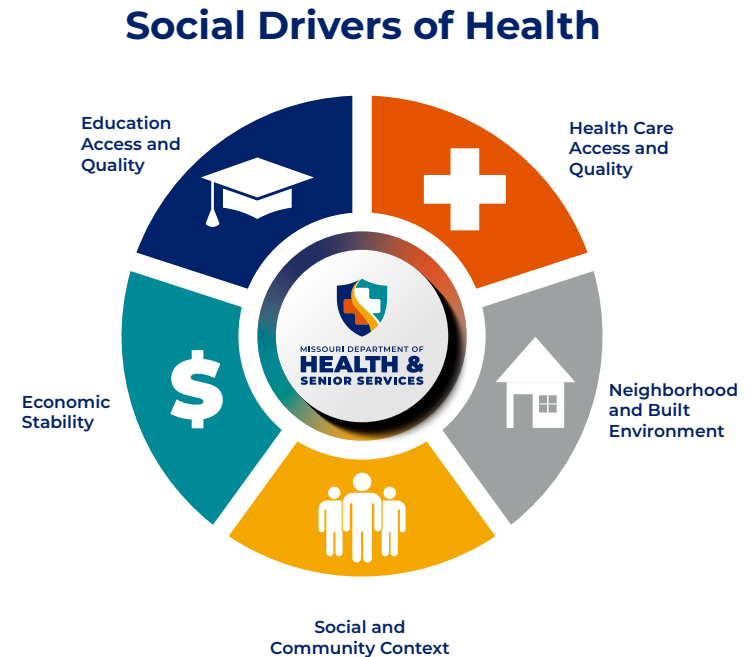 Social Drivers of Health
Education
Access and
Quality
Health Care
Access and
Quality
MISSOURI DEPARTMENT OF
HEALTH &
SENIOR SERVICES
$
Economic
Stability
Neighborhood
and Built
Environment
Social and
Community Context